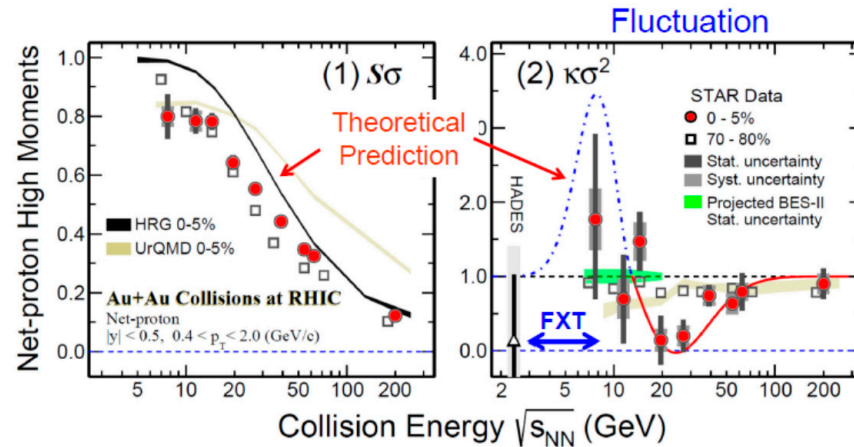 Fluctuation
Net-proton High Moments
1.0
0.8
0.6
0.4
0.2
0.0
(1) Sσ
Theoretical
Prediction
HRG 0-5%
UrQMD 0-5%
Au+Au Collisions at RHIC
Net-proton
|y| < 0.5, 0.4 < p_T < 2.0 (GeV/c)
5 10 20 50 100 200
4.0
1.0
0.0
(2) κσ²
STAR Data
0 - 5%
70 - 80%
Stat. uncertainty
Syst. uncertainty
Projected BES-II
Stat. uncertainty
HADES
FXT
2 5 10 20 50 100 200
Collision Energy √s_NN (GeV)